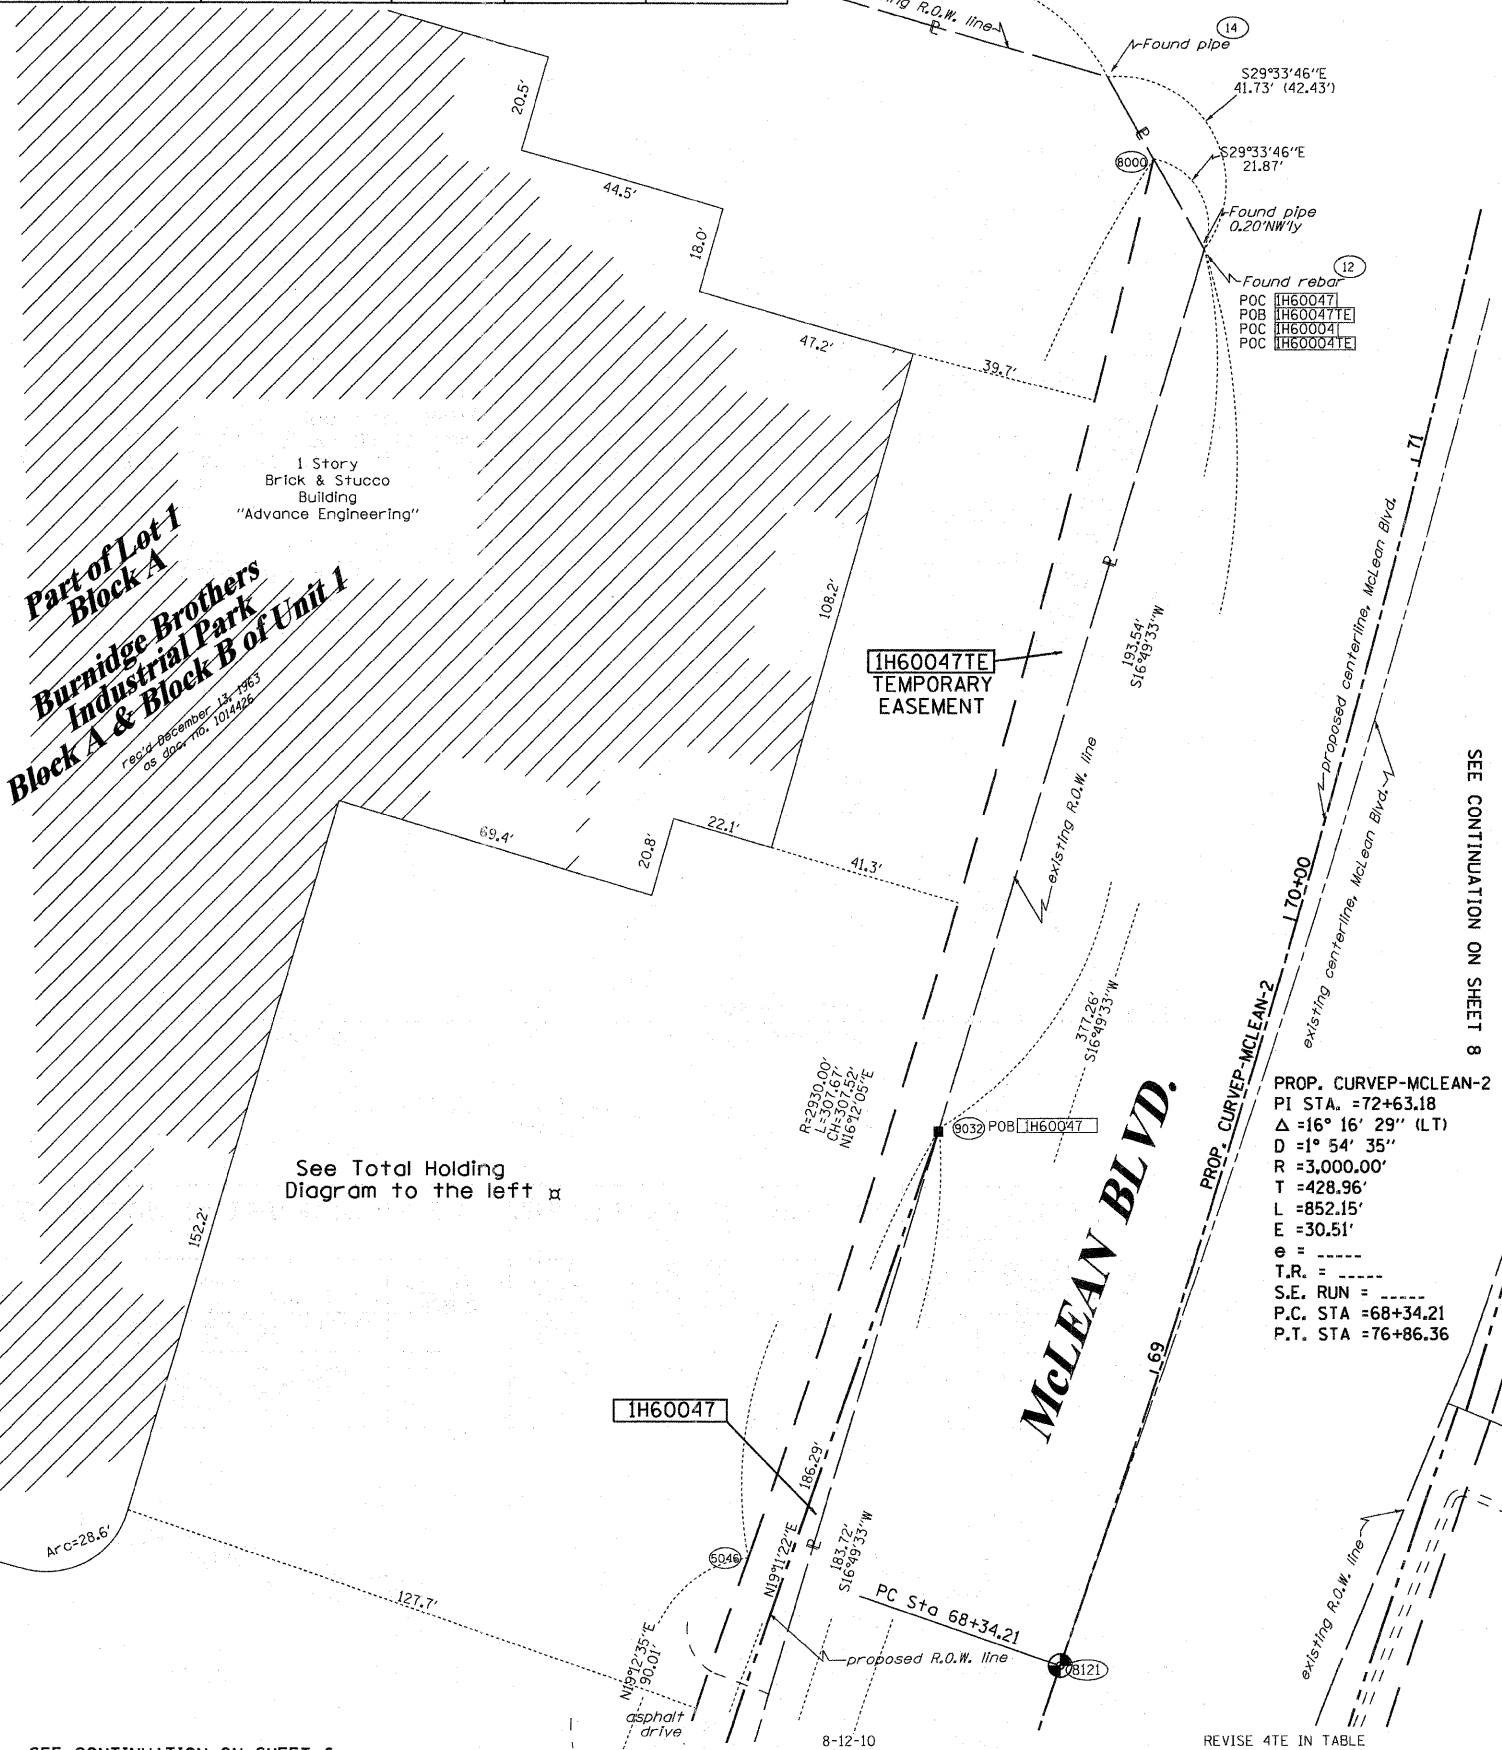 R.O.W. line
14
Found pipe
S29°33'46"E
41.73' (42.43')
20.5'
8000
S29°33'46"E
21.87'
44.5'
Found pipe
0.20'NW'ly
18.0'
12
Found rebar
POC 1H60047
POB 1H60047TE
POC 1H60004
POC 1H60004TE
47.2'
39.7'
71
1 Story
Brick & Stucco
Building
"Advance Engineering"
Part of Lot 1
Block A
Burnidge Brothers
Industrial Park
Block A & Block B of Unit 1
rec'd December 13, 1963
as doc. no. 1014426
108.2'
193.54'
S16°49'33"W
1H60047TE
TEMPORARY
EASEMENT
proposed centerline, McLean Blvd.
existing R.O.W. line
existing centerline, McLean Blvd.
SEE CONTINUATION ON SHEET 8
69.4'
20.8'
22.1'
41.3'
70+00
377.26'
S16°49'33"W
PROP. CURVEP-MCLEAN-2
R=2930.00'
L=307.67'
CH=307.52'
N16°12'05"E
9032 POB 1H60047
PROP. CURVEP-MCLEAN-2
PI STA. =72+63.18
Δ =16° 16' 29" (LT)
D =1° 54' 35"
R =3,000.00'
T =428.96'
L =852.15'
E =30.51'
e = -----
T.R. = -----
S.E. RUN = -----
P.C. STA =68+34.21
P.T. STA =76+86.36
See Total Holding
Diagram to the left ¤
152.2'
McLEAN BLVD.
69
1H60047
186.29'
Arc=28.6'
5046
N19°11'22"E
183.72'
S16°49'33"W
127.7'
PC Sta 68+34.21
existing R.O.W. line
N19°12'35"E
90.01'
proposed R.O.W. line
8121
asphalt
drive
8-12-10
REVISE 4TE IN TABLE